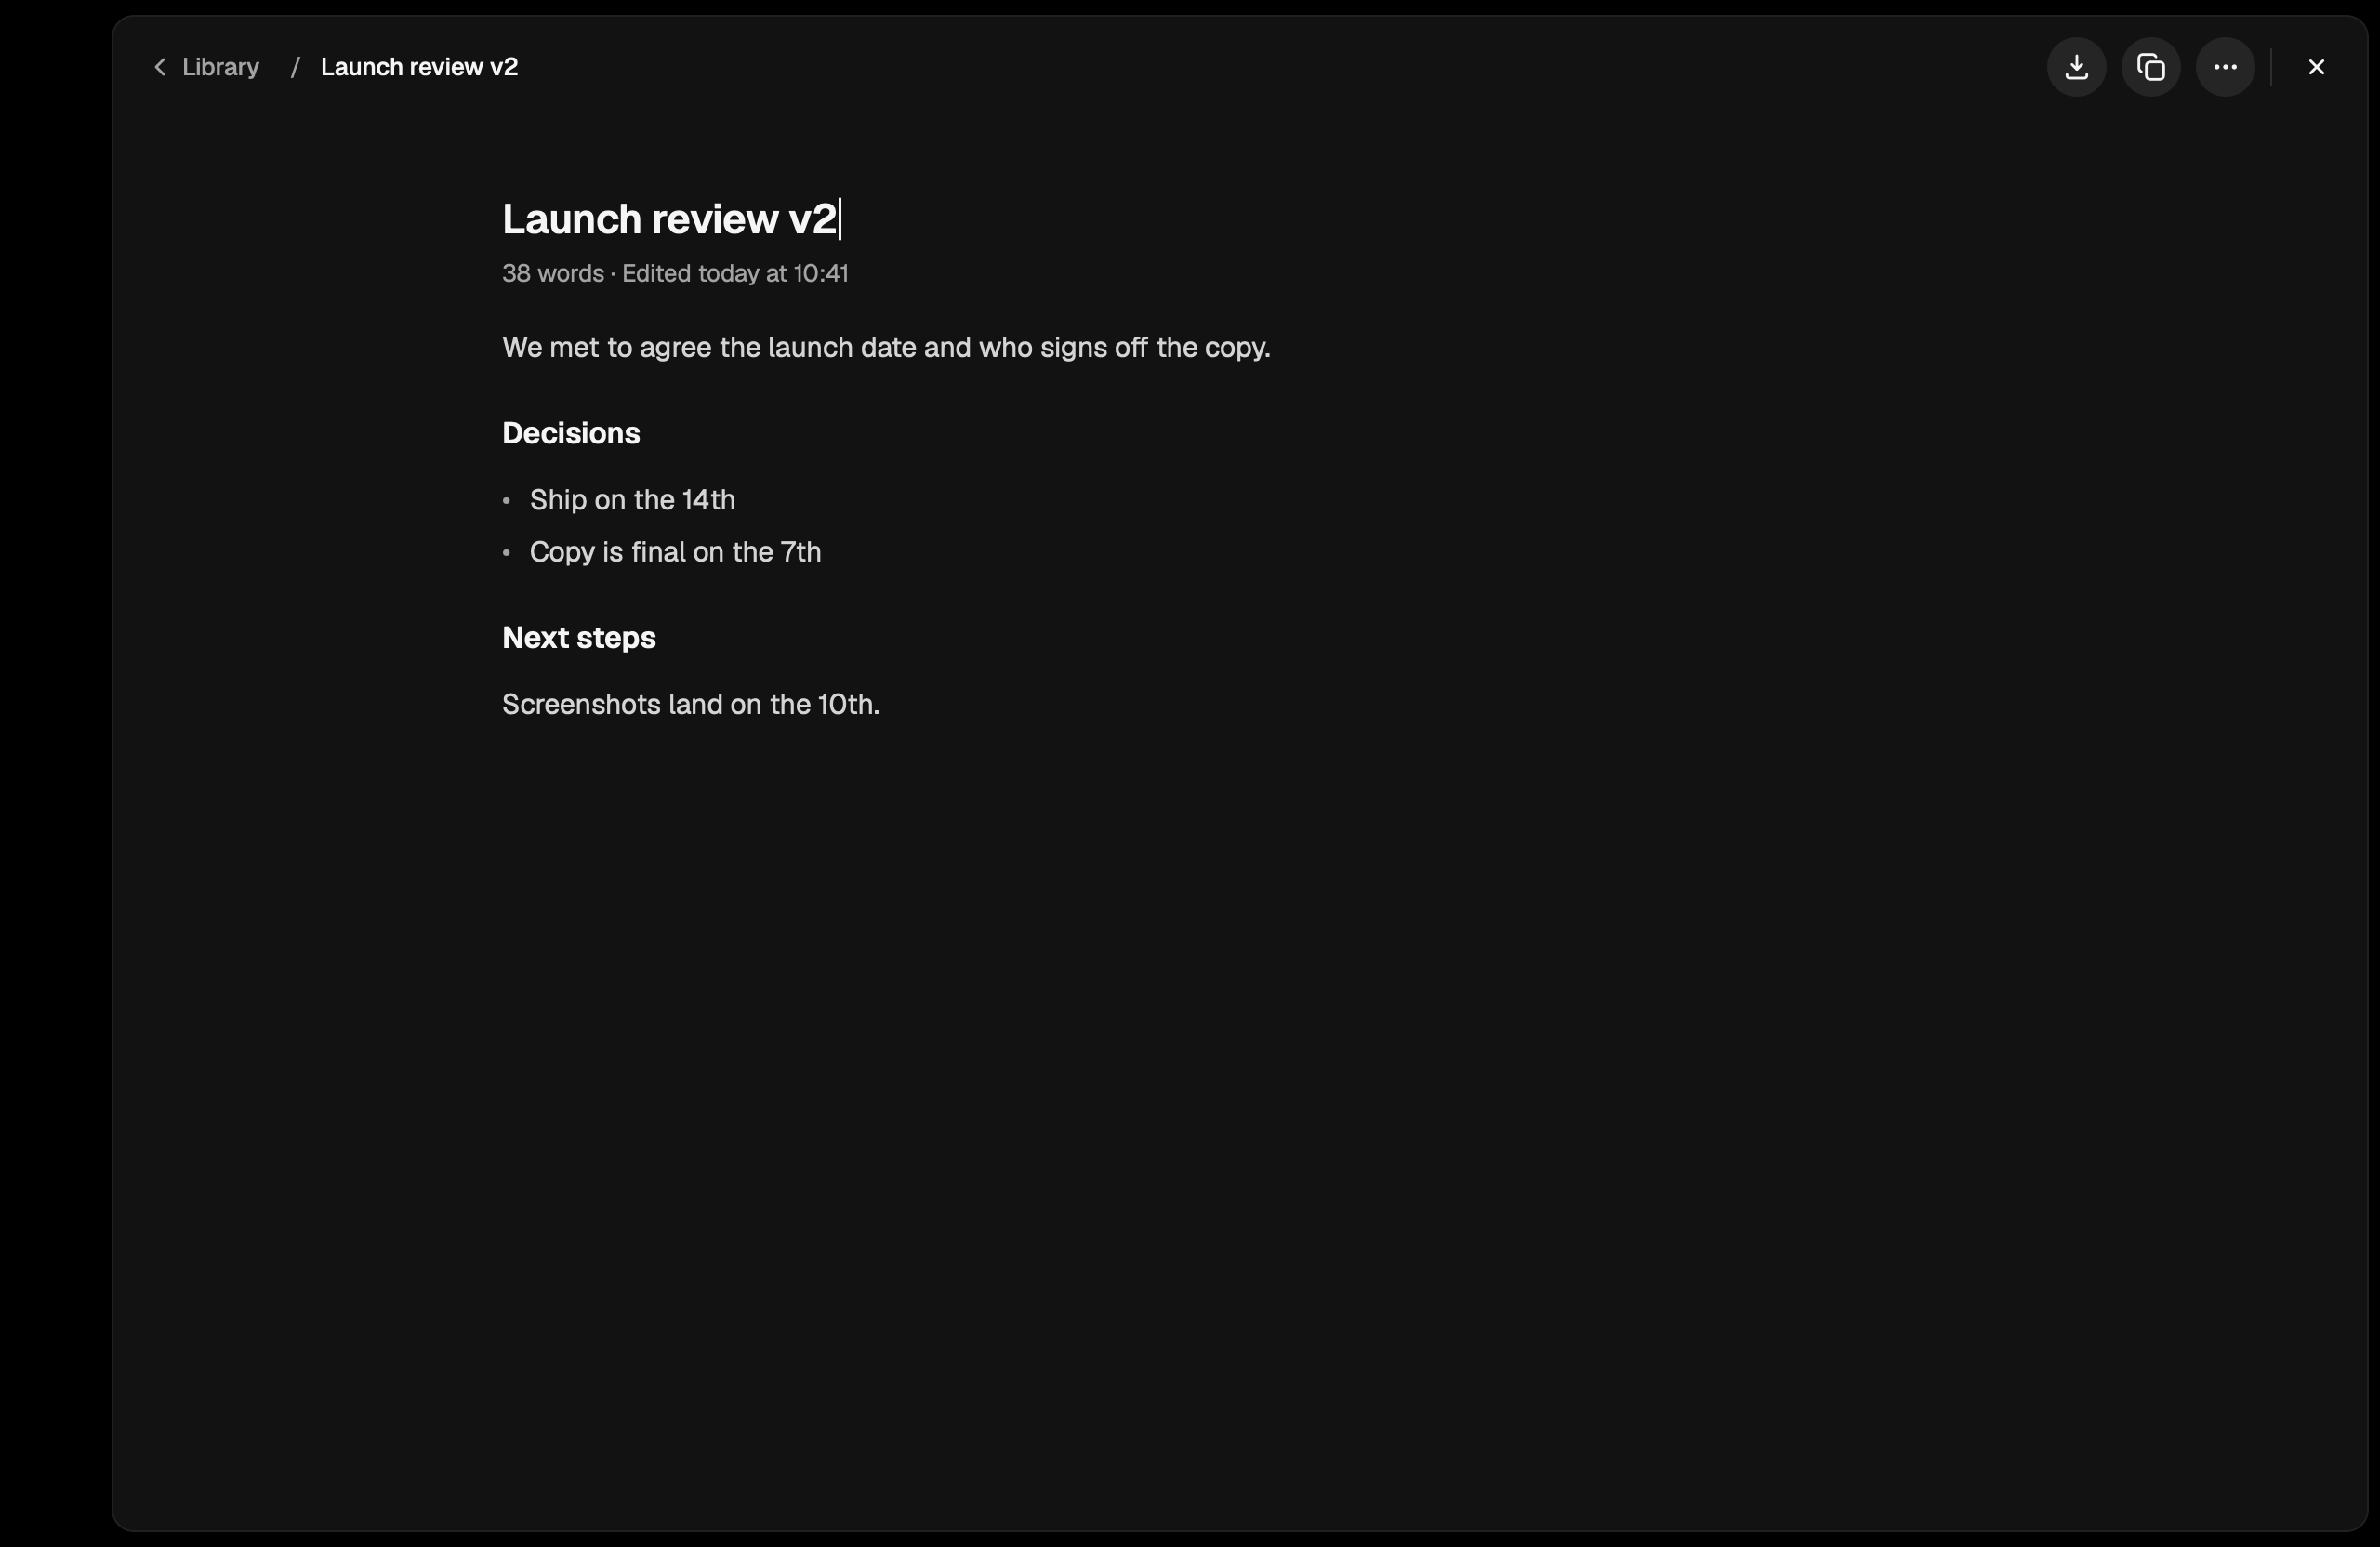 Library / Launch review v2
Launch review v2
38 words · Edited today at 10:41
We met to agree the launch date and who signs off the copy.
Decisions
• Ship on the 14th
• Copy is final on the 7th
Next steps
Screenshots land on the 10th.